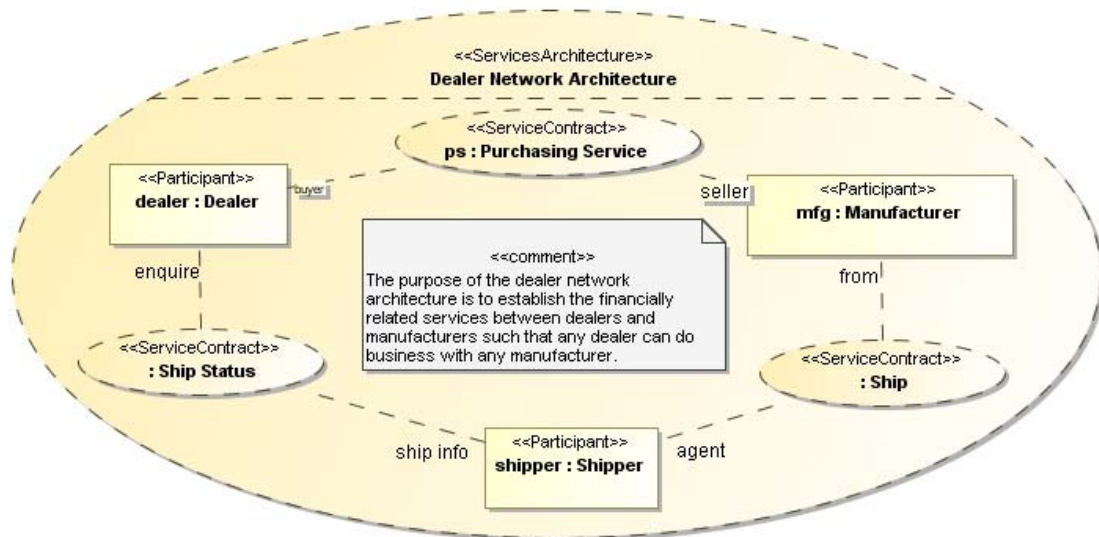 <<ServicesArchitecture>>
Dealer Network Architecture
<<ServiceContract>>
ps : Purchasing Service
<<Participant>>
dealer : Dealer
buyer
seller
<<Participant>>
mfg : Manufacturer
enquire
<<comment>>
The purpose of the dealer network
architecture is to establish the financially
related services between dealers and
manufacturers such that any dealer can do
business with any manufacturer.
from
<<ServiceContract>>
: Ship Status
<<ServiceContract>>
: Ship
ship info
<<Participant>>
shipper : Shipper
agent